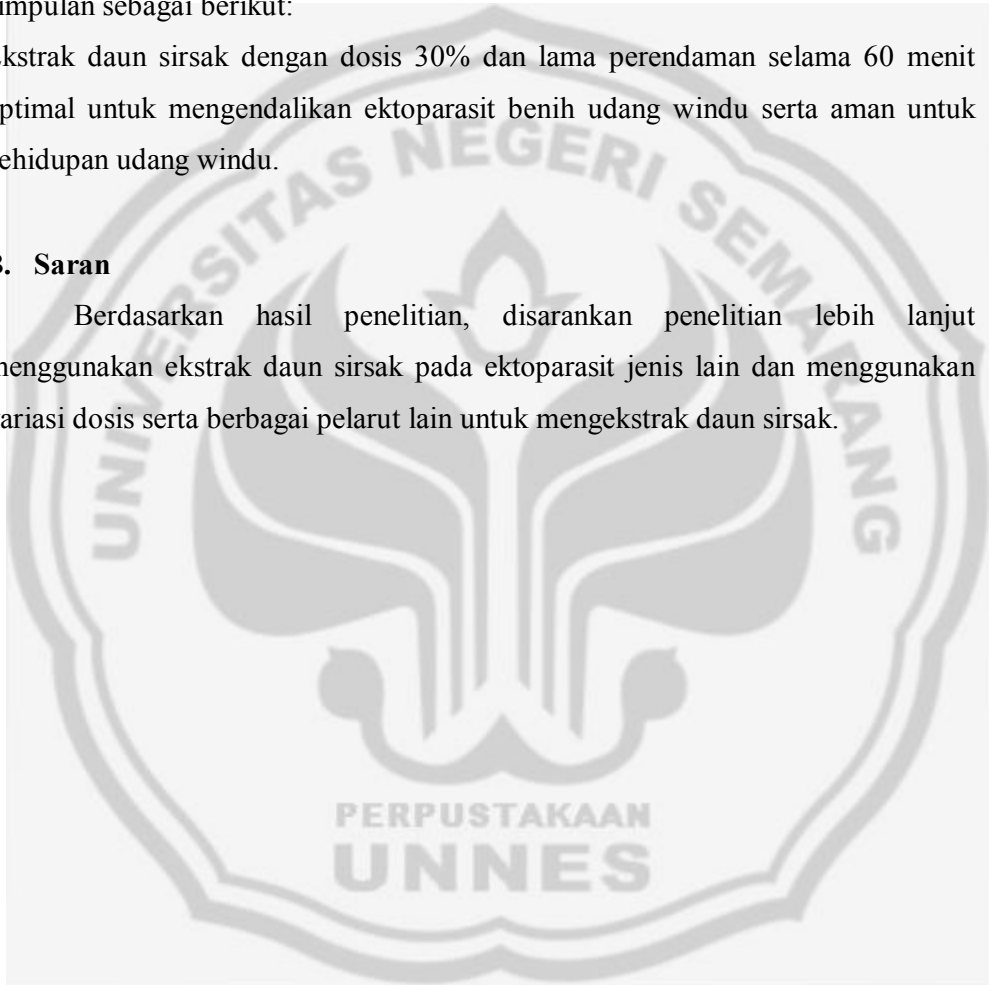 impulan sebagai berikut:
kstrak daun sirsak dengan dosis 30% dan lama perendaman selama 60 menit
ptimal untuk mengendalikan ektoparasit benih udang windu serta aman untuk
ehidupan udang windu.
. Saran
Berdasarkan hasil penelitian, disarankan penelitian lebih lanjut
menggunakan ekstrak daun sirsak pada ektoparasit jenis lain dan menggunakan
ariasi dosis serta berbagai pelarut lain untuk mengekstrak daun sirsak.
UNIVERSITAS NEGERI SEMARANG
PERPUSTAKAAN
UNNES